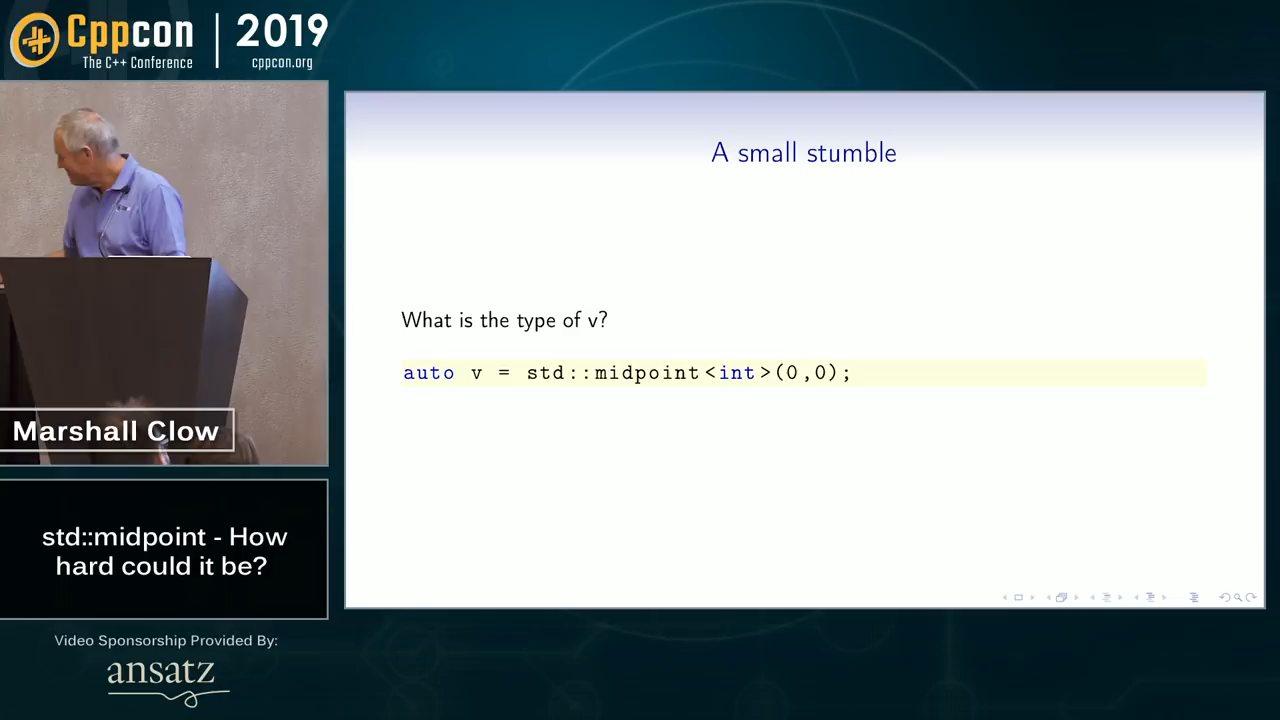 Cppcon | 2019
The C++ Conference
cppcon.org
A small stumble
What is the type of v?
auto v = std::midpoint<int>(0,0);
Marshall Clow
std::midpoint - How
hard could it be?
Video Sponsorship Provided By:
ansatz